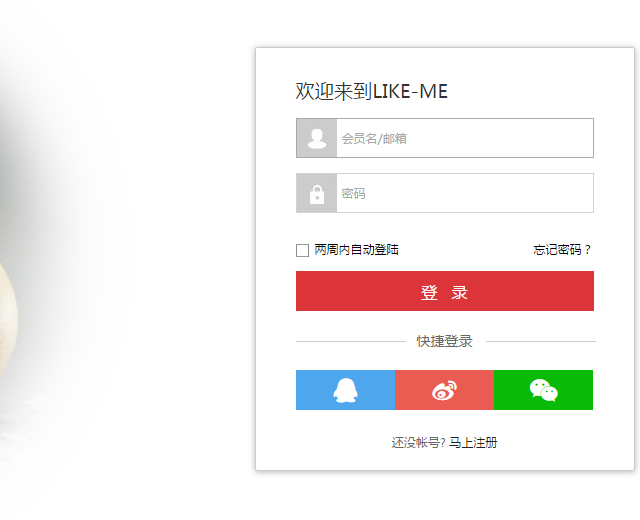 欢迎来到LIKE-ME
会员名/邮箱
密码
两周内自动登陆 忘记密码？
登 录
快捷登录
还没帐号? 马上注册